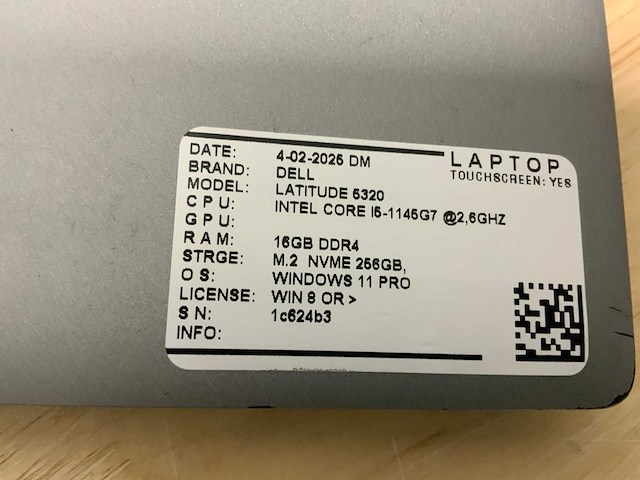 DATE: 4-02-2025 DM
BRAND: DELL
MODEL: LATITUDE 5320
CPU: INTEL CORE I5-1145G7 @2,6GHZ
GPU:
RAM: 16GB DDR4
STRGE: M.2 NVME 256GB,
OS: WINDOWS 11 PRO
LICENSE: WIN 8 OR >
SN: 1c624b3
INFO:
LAPTOP
TOUCHSCREEN: YES